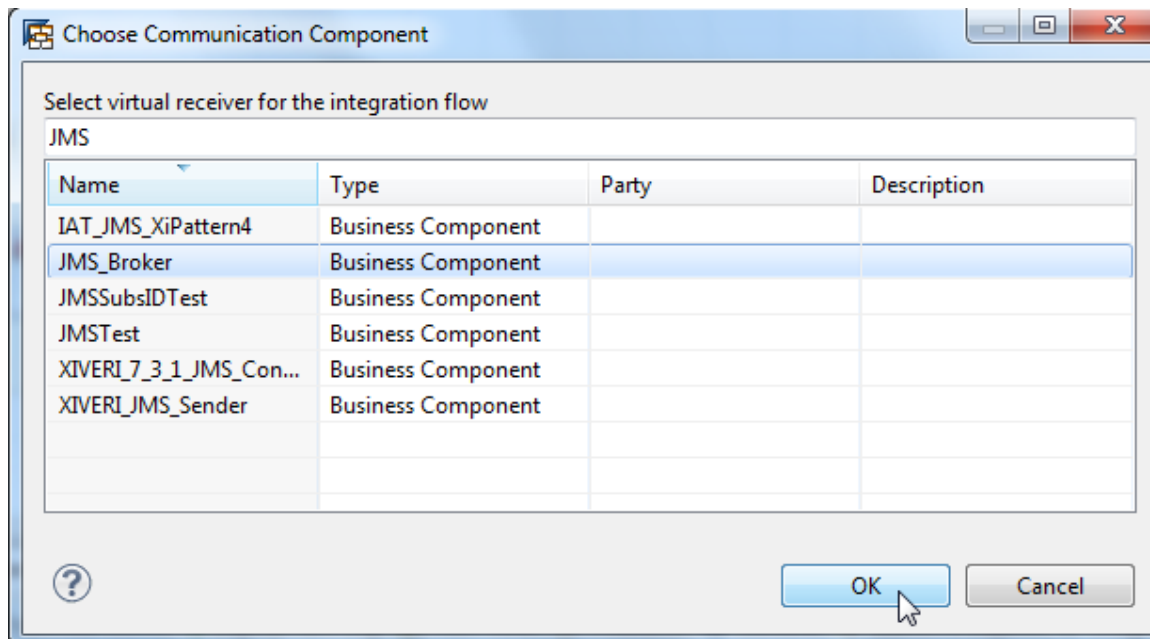 Choose Communication Component
Select virtual receiver for the integration flow
JMS
Name Type Party Description
IAT_JMS_XiPattern4 Business Component
JMS_Broker Business Component
JMSSubsIDTest Business Component
JMSTest Business Component
XIVERI_7_3_1_JMS_Con... Business Component
XIVERI_JMS_Sender Business Component
? OK Cancel